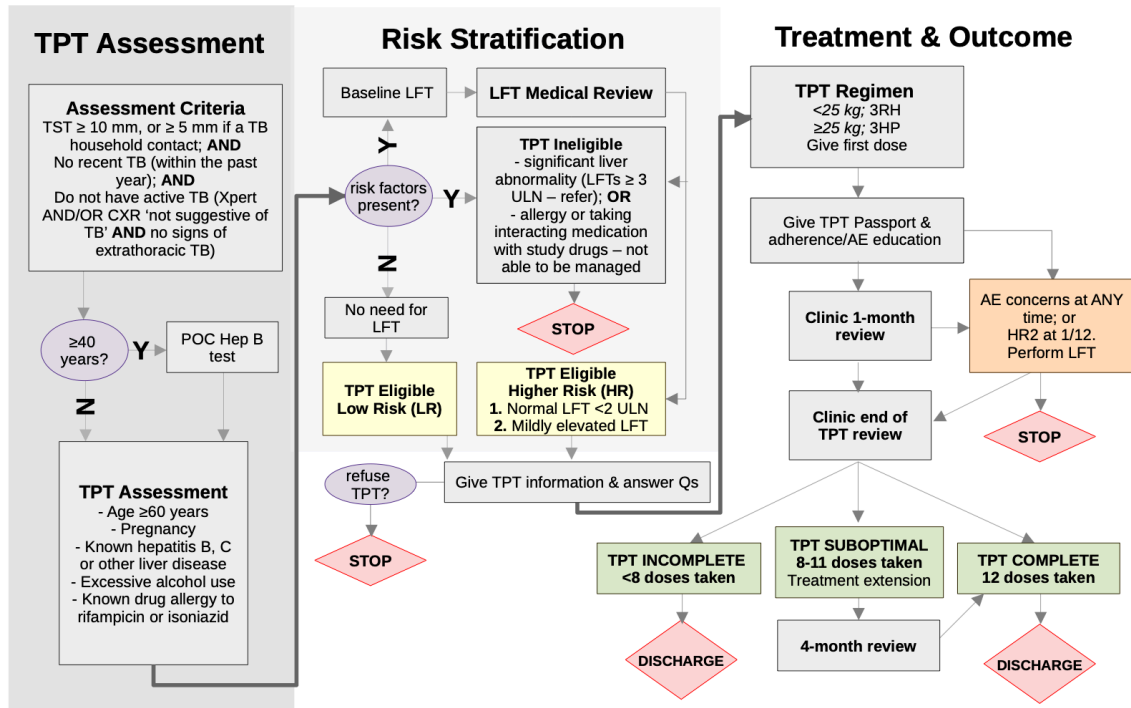 TPT Assessment
Assessment Criteria
TST ≥ 10 mm, or ≥ 5 mm if a TB
household contact; AND
No recent TB (within the past
year); AND
Do not have active TB (Xpert
AND/OR CXR ‘not suggestive of
TB’ AND no signs of
extrathoracic TB)
≥40
years?
Y
POC Hep B
test
N
TPT Assessment
- Age ≥60 years
- Pregnancy
- Known hepatitis B, C
or other liver disease
- Excessive alcohol use
- Known drug allergy to
rifampicin or isoniazid
Risk Stratification
Baseline LFT
LFT Medical Review
Y
risk factors
present?
Y
TPT Ineligible
- significant liver
abnormality (LFTs ≥ 3
ULN – refer); OR
- allergy or taking
interacting medication
with study drugs – not
able to be managed
N
No need for
LFT
STOP
TPT Eligible
Low Risk (LR)
TPT Eligible
Higher Risk (HR)
1. Normal LFT <2 ULN
2. Mildly elevated LFT
refuse
TPT?
Give TPT information & answer Qs
STOP
Treatment & Outcome
TPT Regimen
<25 kg; 3RH
≥25 kg; 3HP
Give first dose
Give TPT Passport &
adherence/AE education
Clinic 1-month
review
AE concerns at ANY
time; or
HR2 at 1/12.
Perform LFT
Clinic end of
TPT review
STOP
TPT INCOMPLETE
<8 doses taken
TPT SUBOPTIMAL
8-11 doses taken
Treatment extension
TPT COMPLETE
12 doses taken
4-month review
DISCHARGE
DISCHARGE